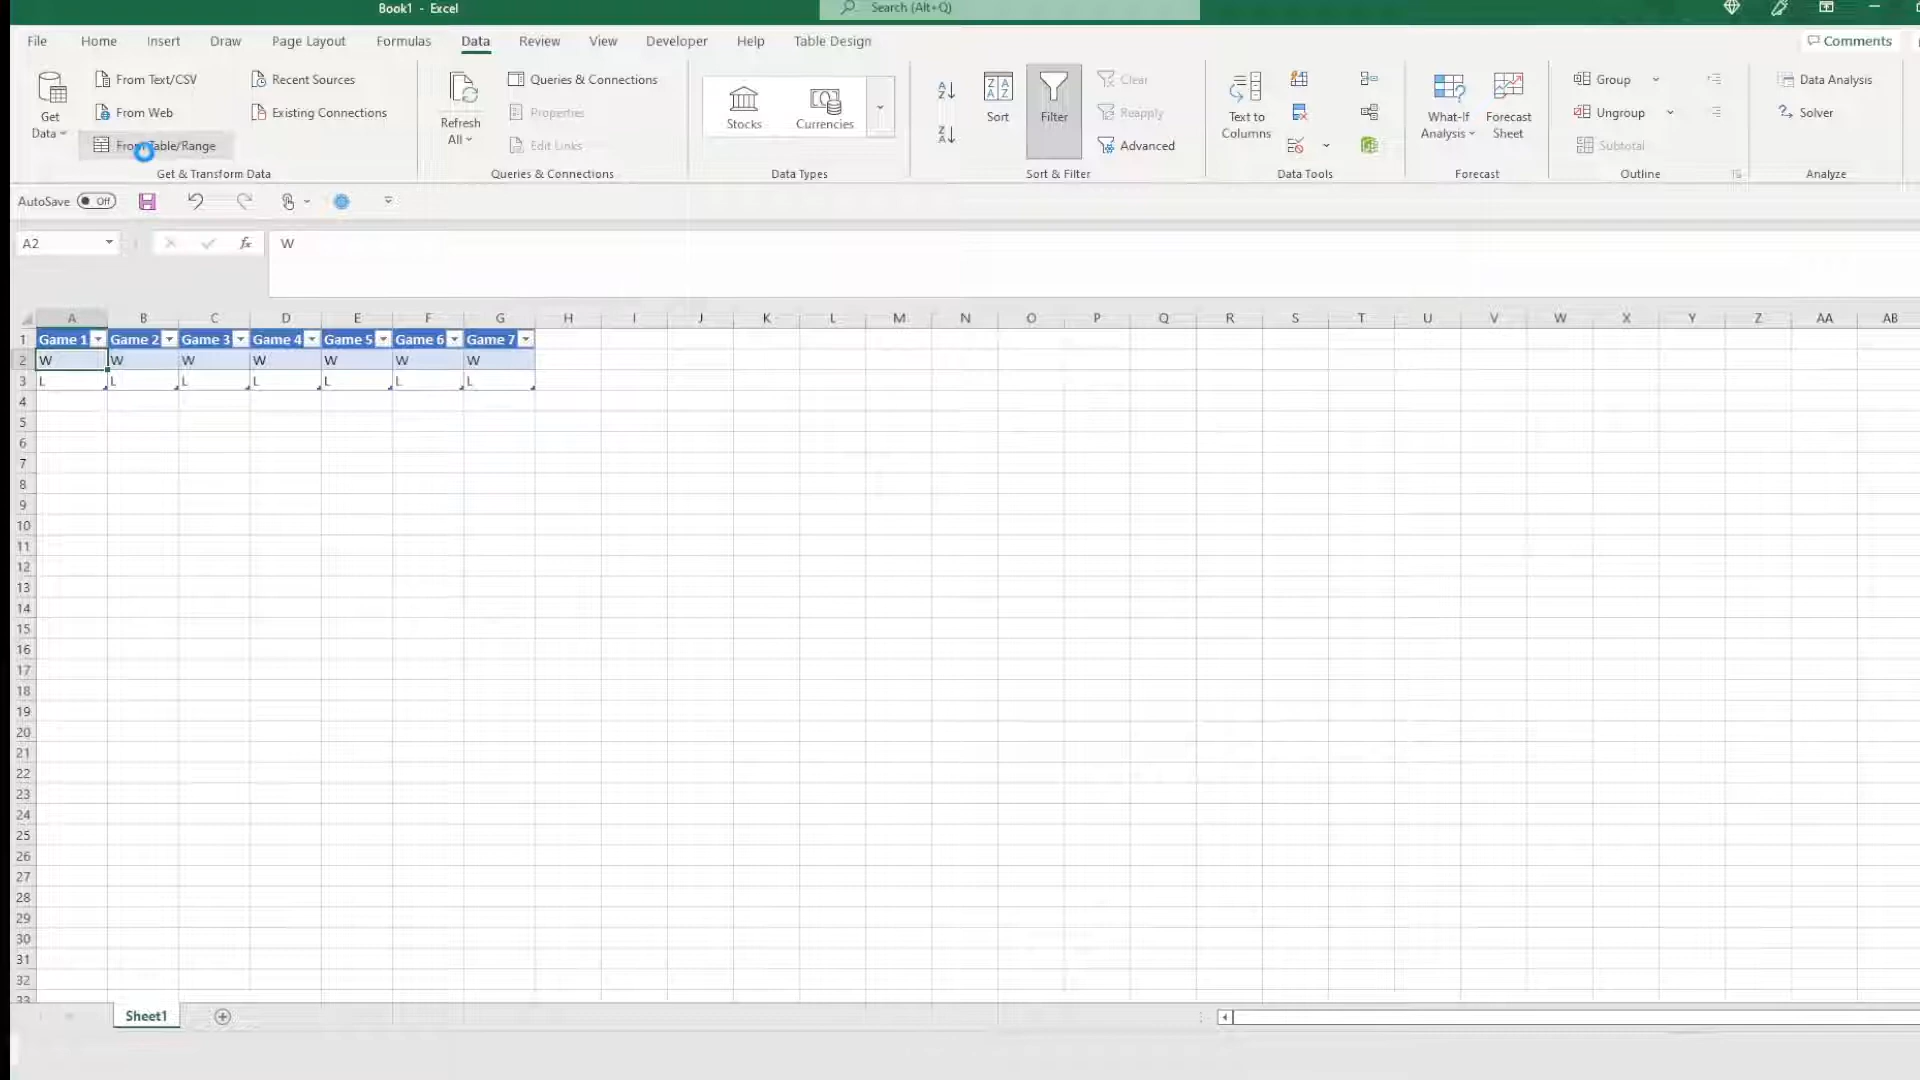 Book1 - Excel
Search (Alt+Q)
File Home Insert Draw Page Layout Formulas Data Review View Developer Help Table Design
Comments
Get Data
From Text/CSV
From Web
From Table/Range
Recent Sources
Existing Connections
Get & Transform Data
Refresh All
Queries & Connections
Properties
Edit Links
Queries & Connections
Stocks
Currencies
Data Types
Sort
Filter
Clear
Reapply
Advanced
Sort & Filter
Text to Columns
Data Tools
What-If Analysis
Forecast Sheet
Forecast
Group
Ungroup
Subtotal
Outline
Data Analysis
Solver
Analyze
AutoSave Off
A2
fx
W
A B C D E F G H I J K L M N O P Q R S T U V W X Y Z AA AB
1 Game 1 Game 2 Game 3 Game 4 Game 5 Game 6 Game 7
2 W W W W W W W
3 L L L L L L L
4
5
6
7
8
9
10
11
12
13
14
15
16
17
18
19
20
21
22
23
24
25
26
27
28
29
30
31
32
33
Sheet1